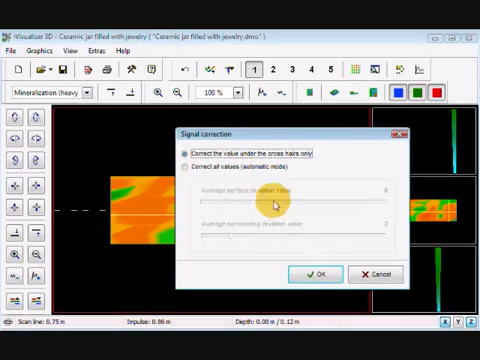 Visualizer 3D - Ceramic jar filled with jewelry ( "Ceramic jar filled with jewelry.dmo" )
File Graphics View Extras Help
1 2 3 4 5
Mineralization (heavy 100 %
Signal correction
Correct the value under the cross hairs only
Correct all values (automatic mode)
Average surface deviation value 8
Average surrounding deviation value 3
OK Cancel
Scan line: 0.75 m Impulse: 0.86 m Depth: 0.00 m / 0.12 m X Y Z